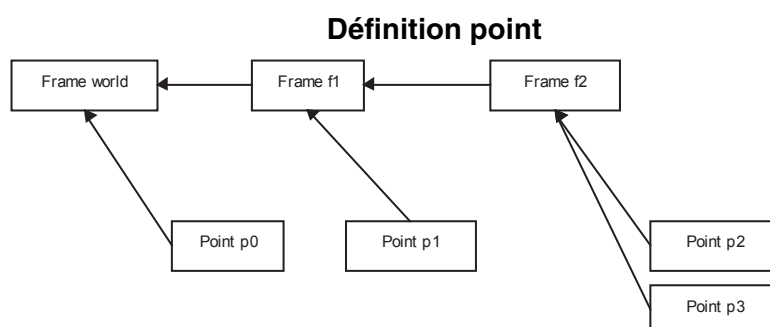 Définition point
Frame world
Frame f1
Frame f2
Point p0
Point p1
Point p2
Point p3